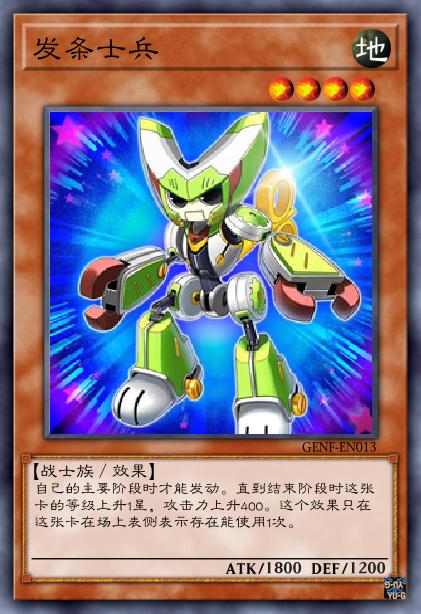 发条士兵
地
GENF-EN013
【战士族／效果】
自己的主要阶段时才能发动。直到结束阶段时这张
卡的等级上升1星，攻击力上升400。这个效果只在
这张卡在场上表侧表示存在能使用1次。
ATK/1800 DEF/1200